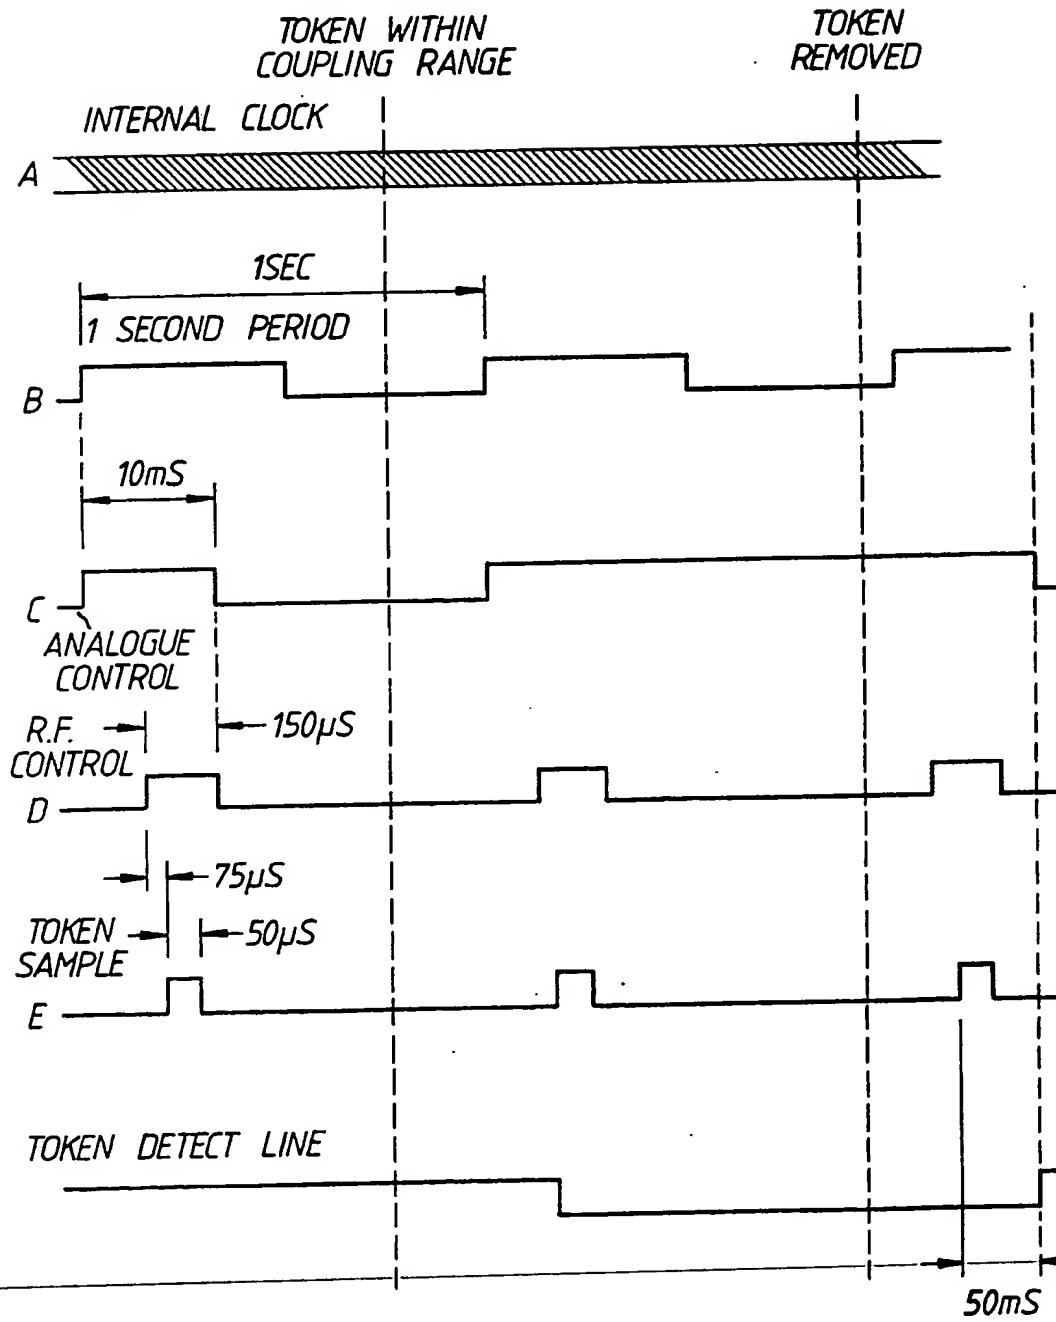 TOKEN WITHIN
COUPLING RANGE
TOKEN
REMOVED
INTERNAL CLOCK
A
1SEC
1 SECOND PERIOD
B
10mS
C
ANALOGUE
CONTROL
R.F.
CONTROL
150µS
D
75µS
TOKEN
SAMPLE
50µS
E
TOKEN DETECT LINE
50mS